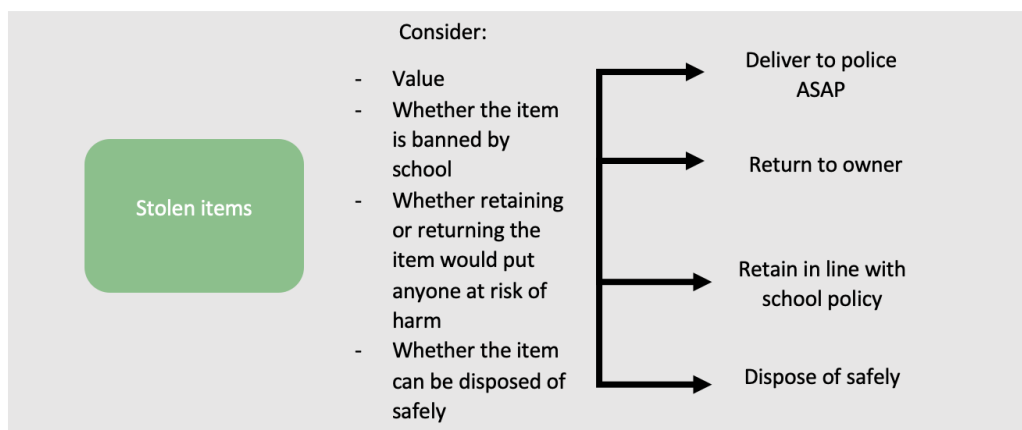 Stolen items
Consider:
- Value
- Whether the item
is banned by
school
- Whether retaining
or returning the
item would put
anyone at risk of
harm
- Whether the item
can be disposed of
safely
Deliver to police
ASAP
Return to owner
Retain in line with
school policy
Dispose of safely